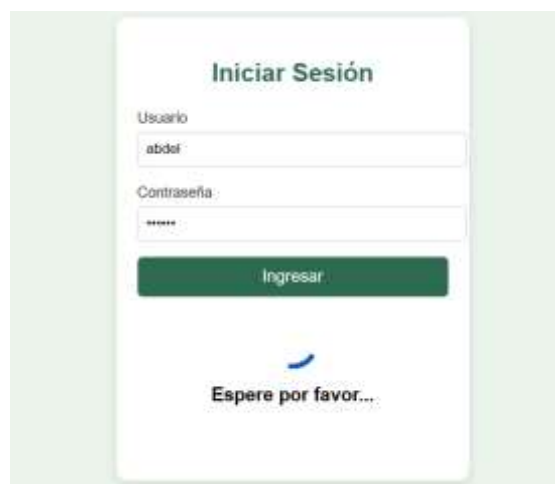 Iniciar Sesión
Usuario
abdel
Contraseña
••••••
Ingresar
Espere por favor...